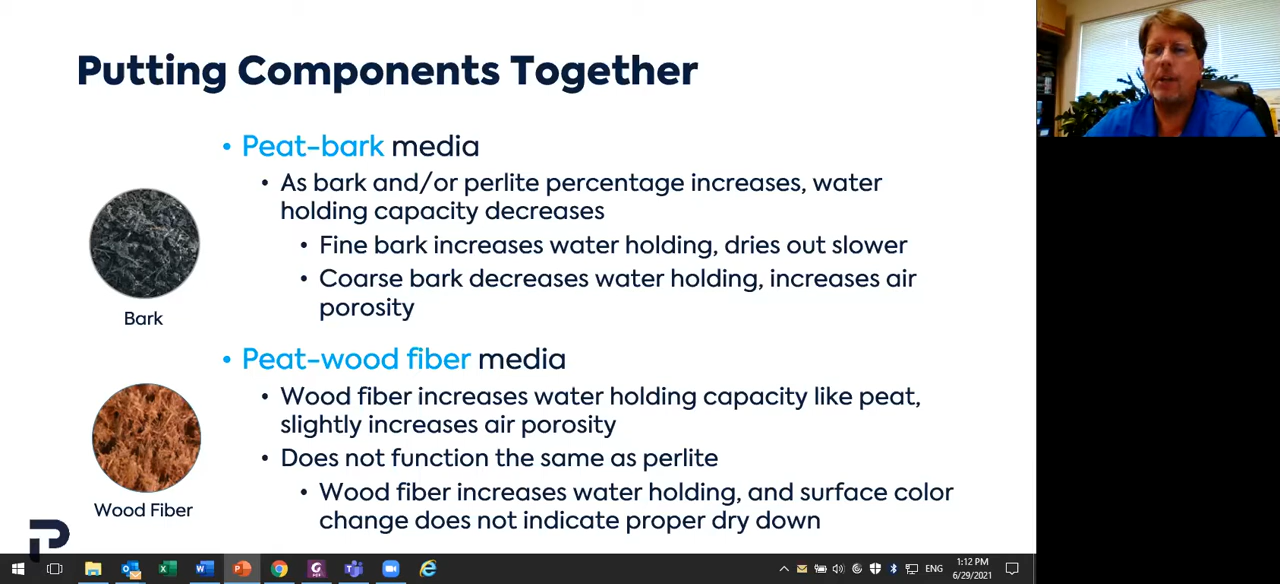 Putting Components Together
• Peat-bark media
• As bark and/or perlite percentage increases, water
holding capacity decreases
• Fine bark increases water holding, dries out slower
• Coarse bark decreases water holding, increases air
porosity
Bark
• Peat-wood fiber media
• Wood fiber increases water holding capacity like peat,
slightly increases air porosity
• Does not function the same as perlite
• Wood fiber increases water holding, and surface color
change does not indicate proper dry down
Wood Fiber
ENG
1:12 PM
6/29/2021